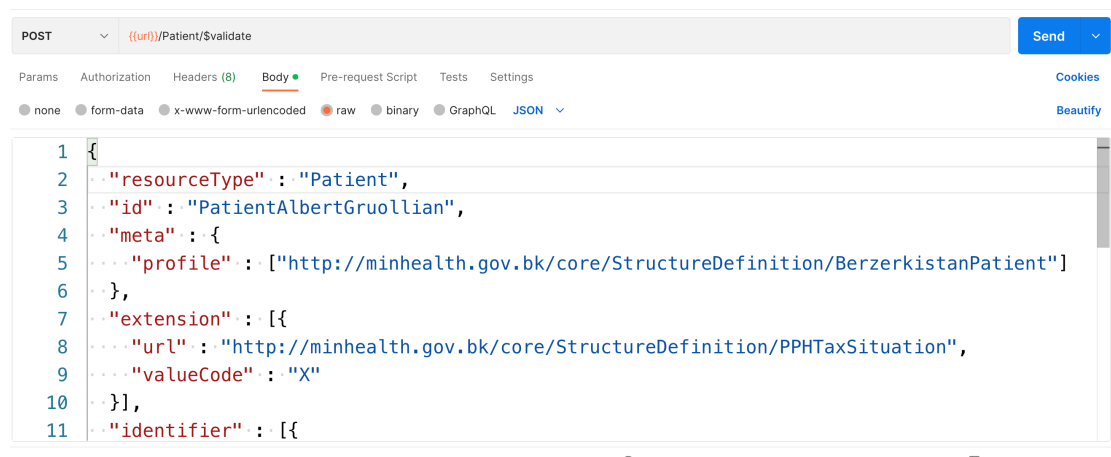 POST {{url}}/Patient/$validate Send
Params Authorization Headers (8) Body Pre-request Script Tests Settings Cookies
none form-data x-www-form-urlencoded raw binary GraphQL JSON Beautify
1 {
2 "resourceType" : "Patient",
3 "id" : "PatientAlbertGruollian",
4 "meta" : {
5 "profile" : ["http://minhealth.gov.bk/core/StructureDefinition/BerzerkistanPatient"]
6 },
7 "extension" : [{
8 "url" : "http://minhealth.gov.bk/core/StructureDefinition/PPHTaxSituation",
9 "valueCode" : "X"
10 }],
11 "identifier" : [{